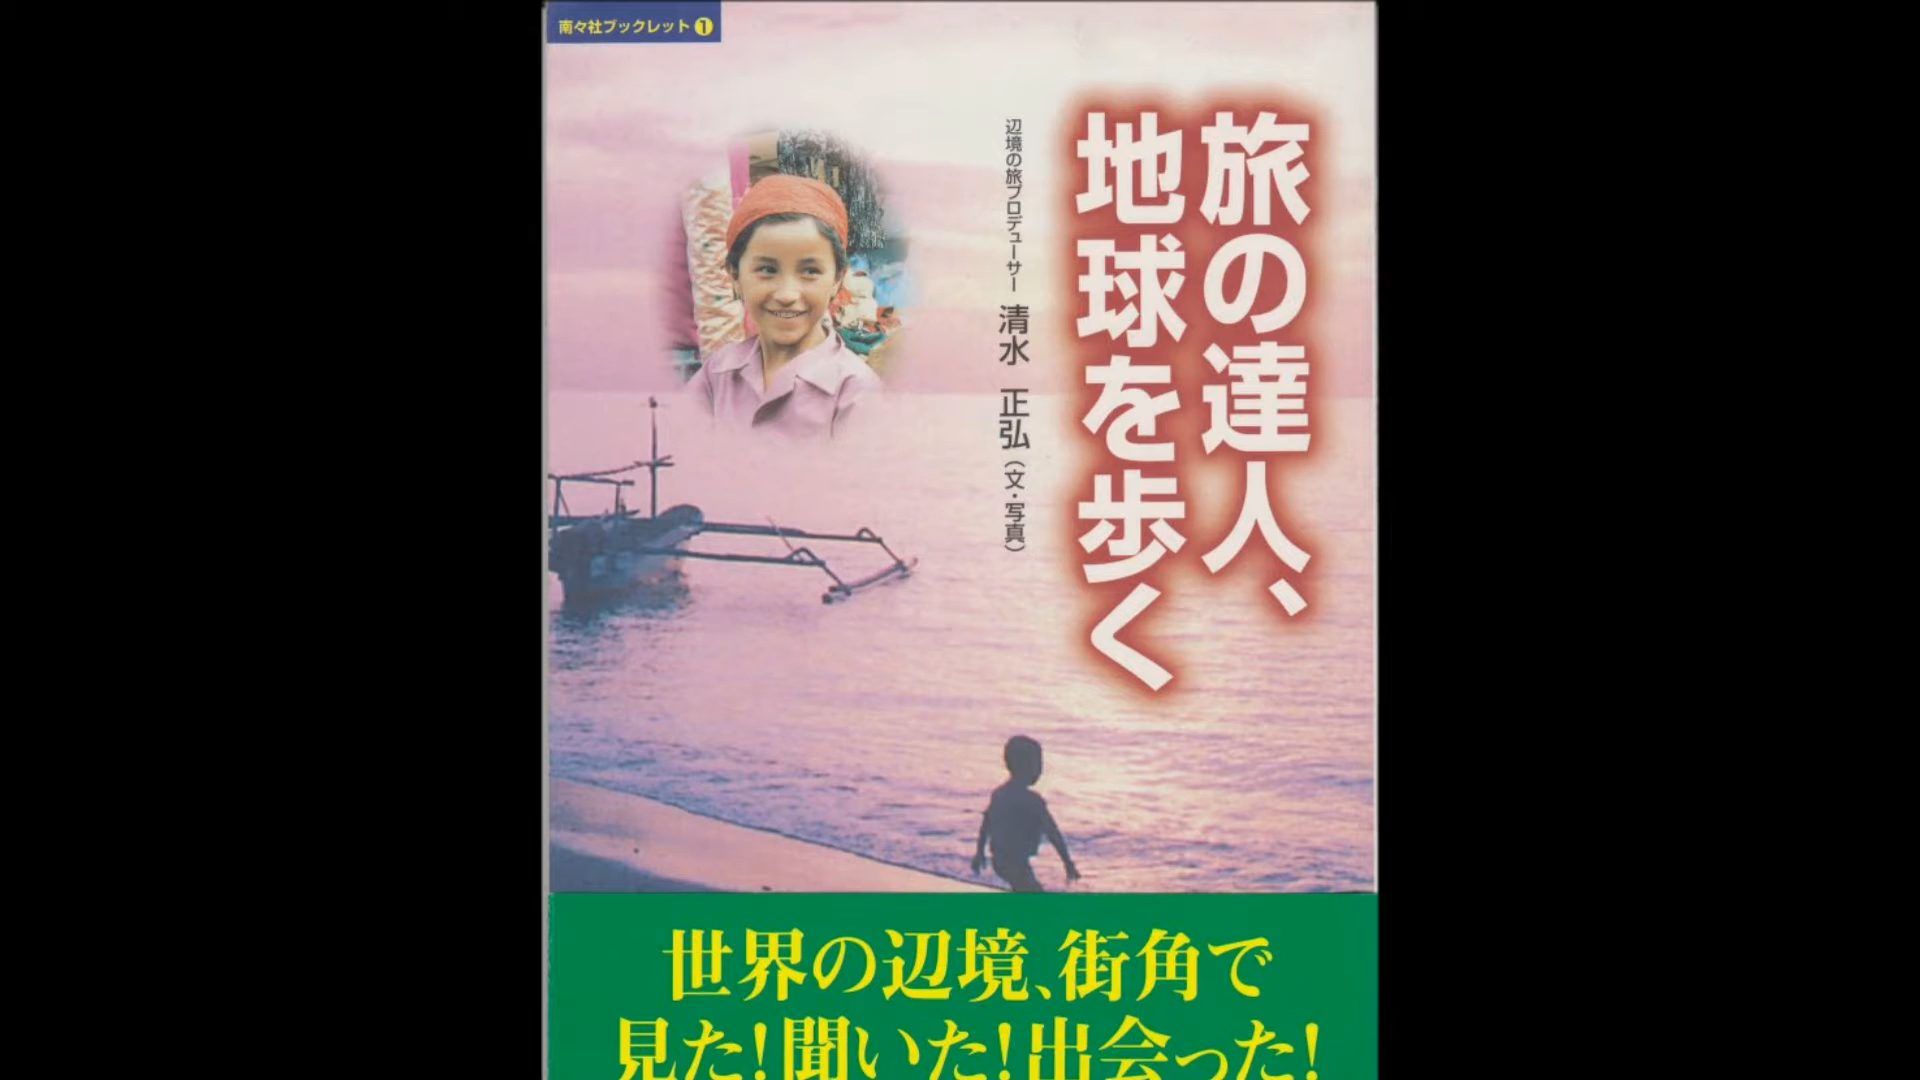 南々社ブックレット❶
旅の達人、
地球を歩く
辺境の旅プロデューサー 清水 正弘（文・写真）
世界の辺境、街角で
見た！聞いた！出会った！